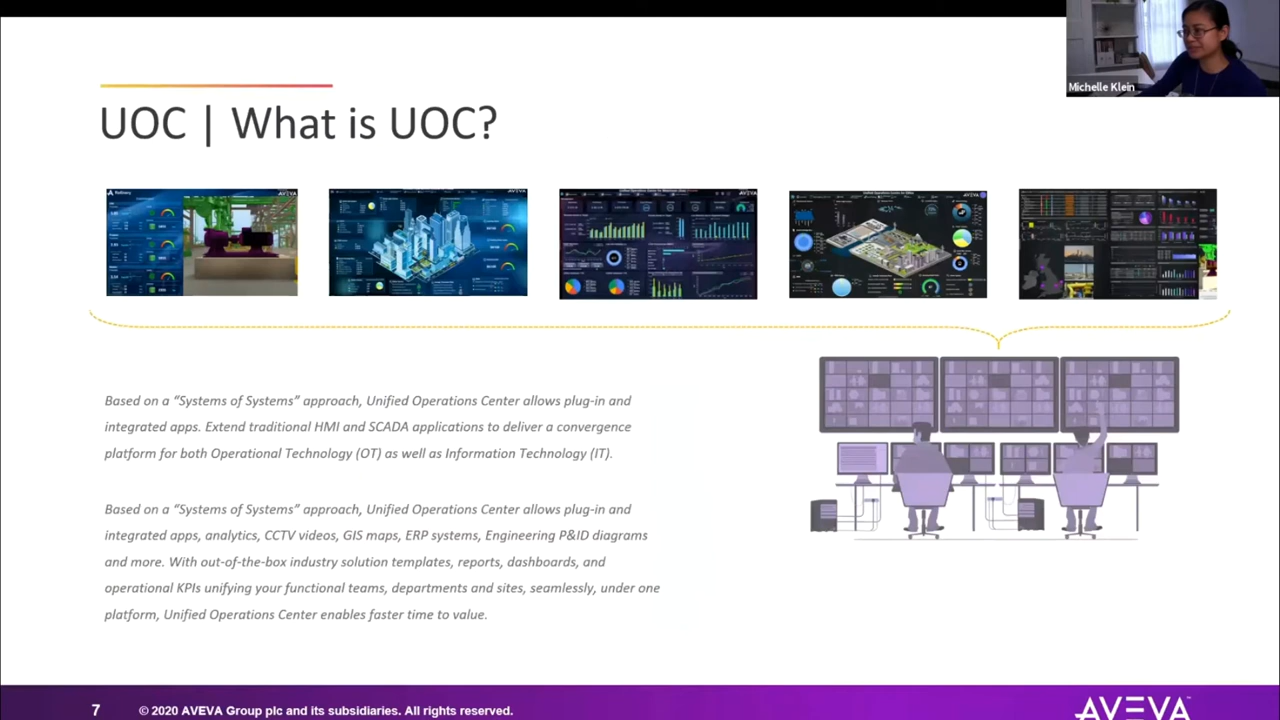 Michelle Klein
UOC | What is UOC?
Refinery
AVEVA
AVEVA
AVEVA
AVEVA
Based on a “Systems of Systems” approach, Unified Operations Center allows plug-in and
integrated apps. Extend traditional HMI and SCADA applications to deliver a convergence
platform for both Operational Technology (OT) as well as Information Technology (IT).
Based on a “Systems of Systems” approach, Unified Operations Center allows plug-in and
integrated apps, analytics, CCTV videos, GIS maps, ERP systems, Engineering P&ID diagrams
and more. With out-of-the-box industry solution templates, reports, dashboards, and
operational KPIs unifying your functional teams, departments and sites, seamlessly, under one
platform, Unified Operations Center enables faster time to value.
7
© 2020 AVEVA Group plc and its subsidiaries. All rights reserved.
AVEVA™